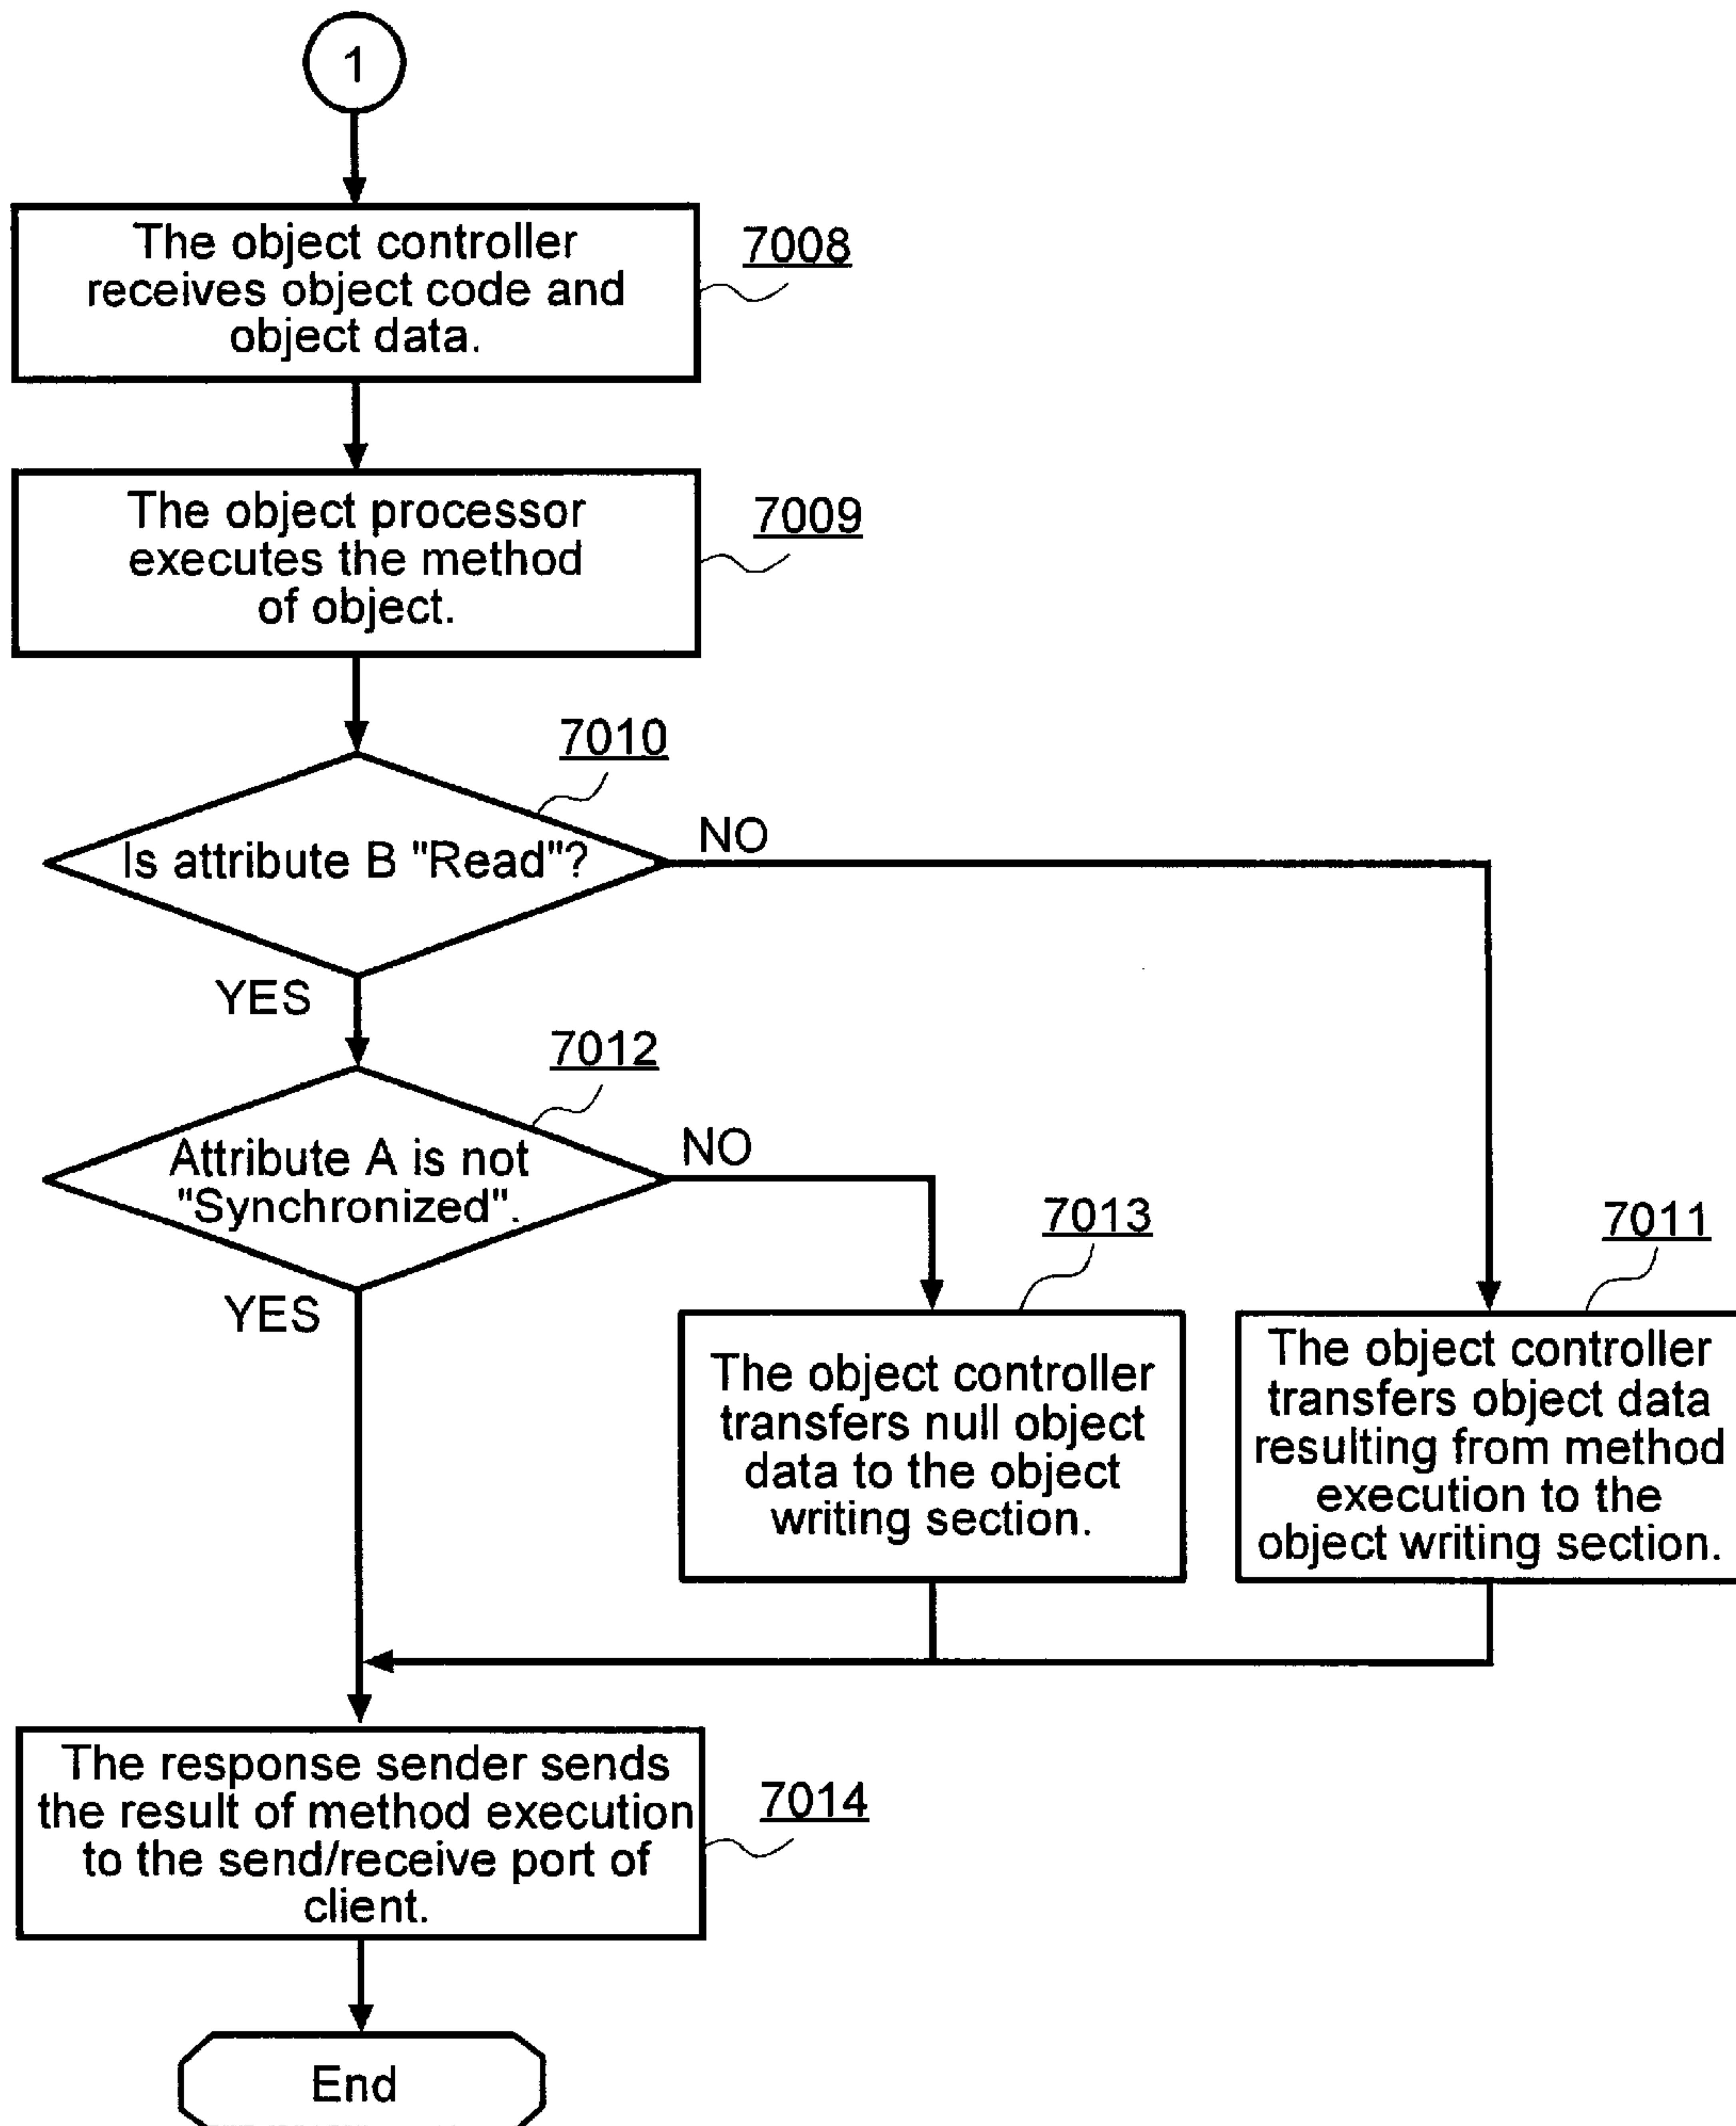 1
The object controller
receives object code and
object data.
7008
The object processor
executes the method
of object.
7009
7010
Is attribute B "Read"?
NO
YES
7012
Attribute A is not
"Synchronized".
NO
YES
7013
The object controller
transfers null object
data to the object
writing section.
7011
The object controller
transfers object data
resulting from method
execution to the
object writing section.
The response sender sends
the result of method execution
to the send/receive port of
client.
7014
End